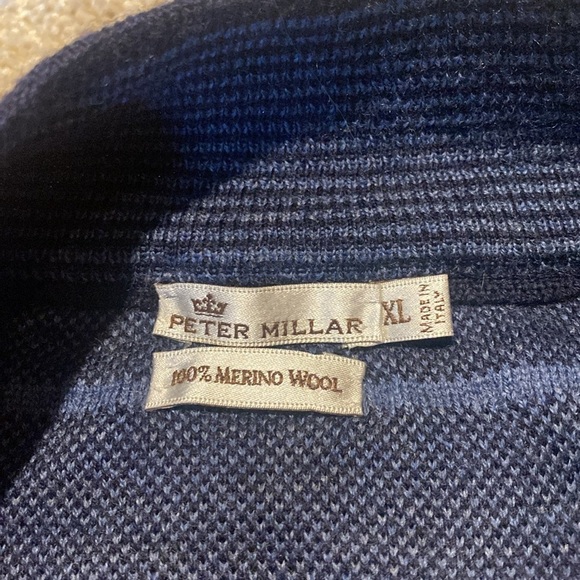 PETER MILLAR XL MADE IN ITALY
100% MERINO WOOL